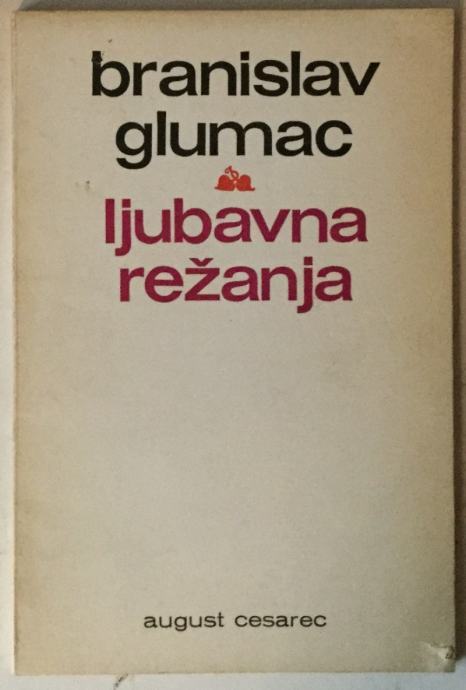 branislav
glumac
ljubavna
režanja
august cesarec